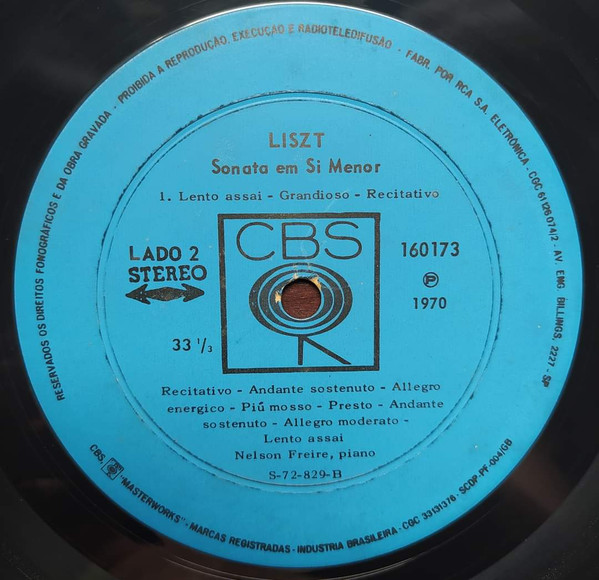 RESERVADOS OS DIREITOS FONOGRÁFICOS E DA OBRA GRAVADA - PROIBIDA A REPRODUÇÃO, EXECUÇÃO E RADIOTELEDIFUSÃO - FABR. POR RCA S.A. ELETRÔNICA - CGC 61126074/2 - AV. ENG. BILLINGS, 2227 - SP
LISZT
Sonata em Si Menor
1. Lento assai - Grandioso - Recitativo
CBS
LADO 2
STEREO
160173
Ⓟ
1970
33 1/3
Recitativo - Andante sostenuto - Allegro
energico - Piú mosso - Presto - Andante
sostenuto - Allegro moderato -
Lento assai
Nelson Freire, piano
S-72-829-B
CBS, "MASTERWORKS" - MARCAS REGISTRADAS - INDUSTRIA BRASILEIRA - CGC 33131376 - SCDP-PF-004/GB